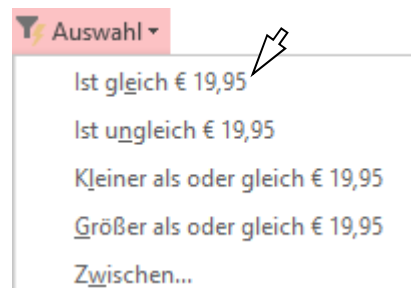 Auswahl
Ist gleich € 19,95
Ist ungleich € 19,95
Kleiner als oder gleich € 19,95
Größer als oder gleich € 19,95
Zwischen...